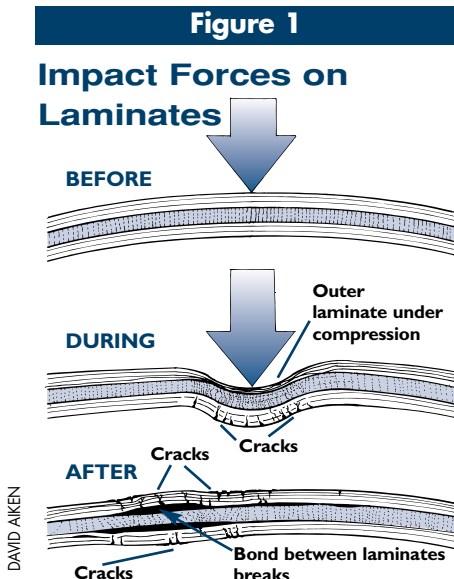 Figure 1
Impact Forces on
Laminates
BEFORE
Outer
laminate under
compression
DURING
Cracks
Cracks
AFTER
Bond between laminates
breaks
Cracks
DAVID AIKEN